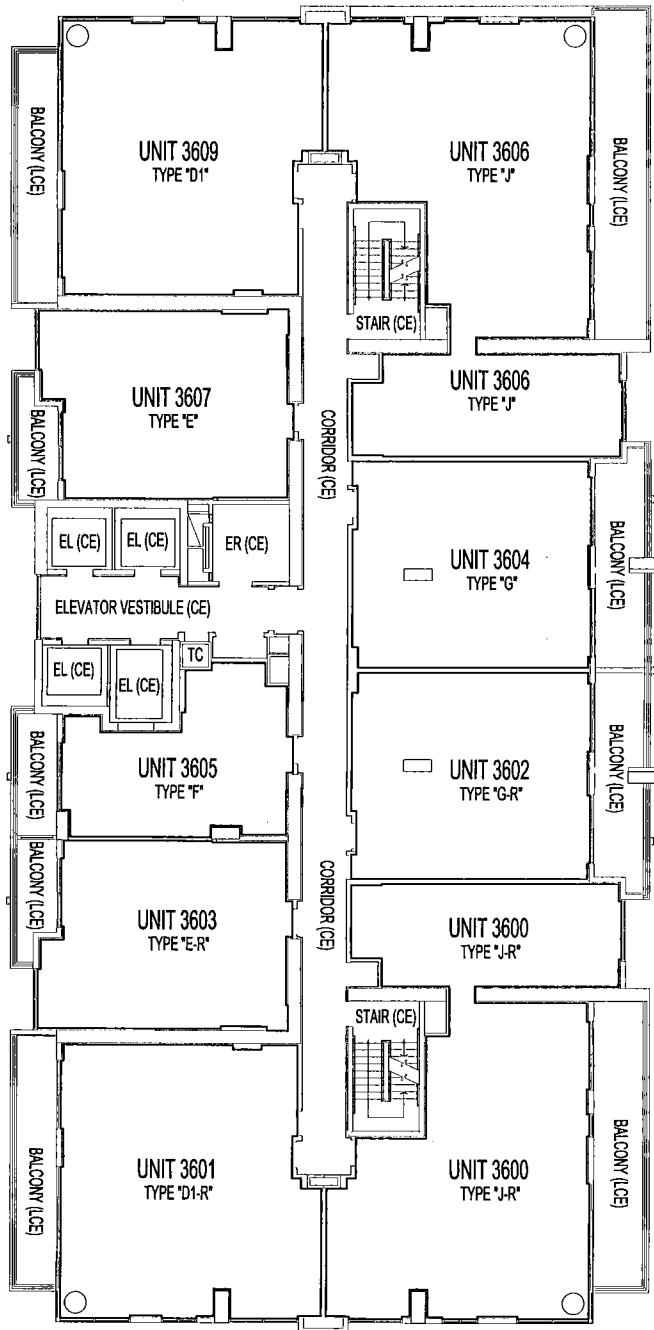 UNIT 3609
TYPE "D1"
BALCONY (LCE)
UNIT 3606
TYPE "J"
BALCONY (LCE)
STAIR (CE)
UNIT 3607
TYPE "E"
BALCONY (LCE)
UNIT 3606
TYPE "J"
CORRIDOR (CE)
EL (CE)
EL (CE)
ER (CE)
UNIT 3604
TYPE "G"
BALCONY (LCE)
ELEVATOR VESTIBULE (CE)
EL (CE)
EL (CE)
TC
UNIT 3605
TYPE "F"
BALCONY (LCE)
UNIT 3602
TYPE "G-R"
BALCONY (LCE)
BALCONY (LCE)
UNIT 3603
TYPE "E-R"
CORRIDOR (CE)
UNIT 3600
TYPE "J-R"
STAIR (CE)
BALCONY (LCE)
UNIT 3601
TYPE "D1-R"
UNIT 3600
TYPE "J-R"
BALCONY (LCE)